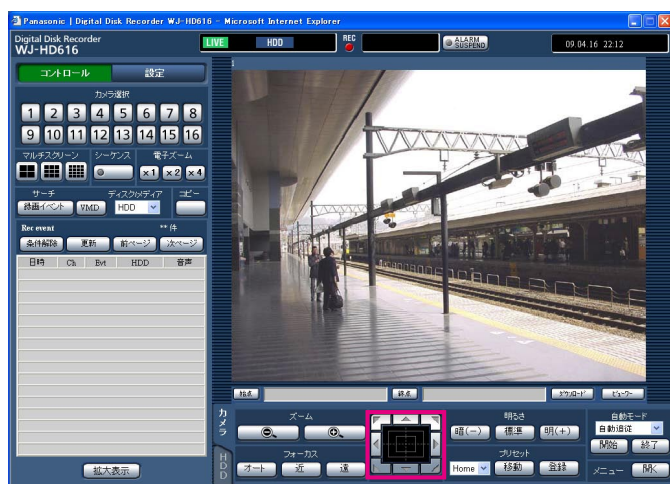 Panasonic | Digital Disk Recorder WJ-HD616 - Microsoft Internet Explorer
Digital Disk Recorder
WJ-HD616
LIVE HDD REC ALARM SUSPEND 09.04.16 22:12
コントロール 設定
カメラ選択
1 2 3 4 5 6 7 8
9 10 11 12 13 14 15 16
マルチスクリーン シーケンス 電子ズーム
x1 x2 x4
サーチ ディスク/メディア コピー
録画イベント VMD HDD
Rec event ** 件
条件解除 更新 前ページ 次ページ
日時 Ch Evt HDD 音声
拡大表示
1
始点 終点 ダウンロード ビューワー
カメラ
HDD
ズーム 明るさ 自動モード
暗(-) 標準 明(+) 自動追従
開始 終了
フォーカス プリセット
オート 近 遠 Home 移動 登録 メニュー 開く